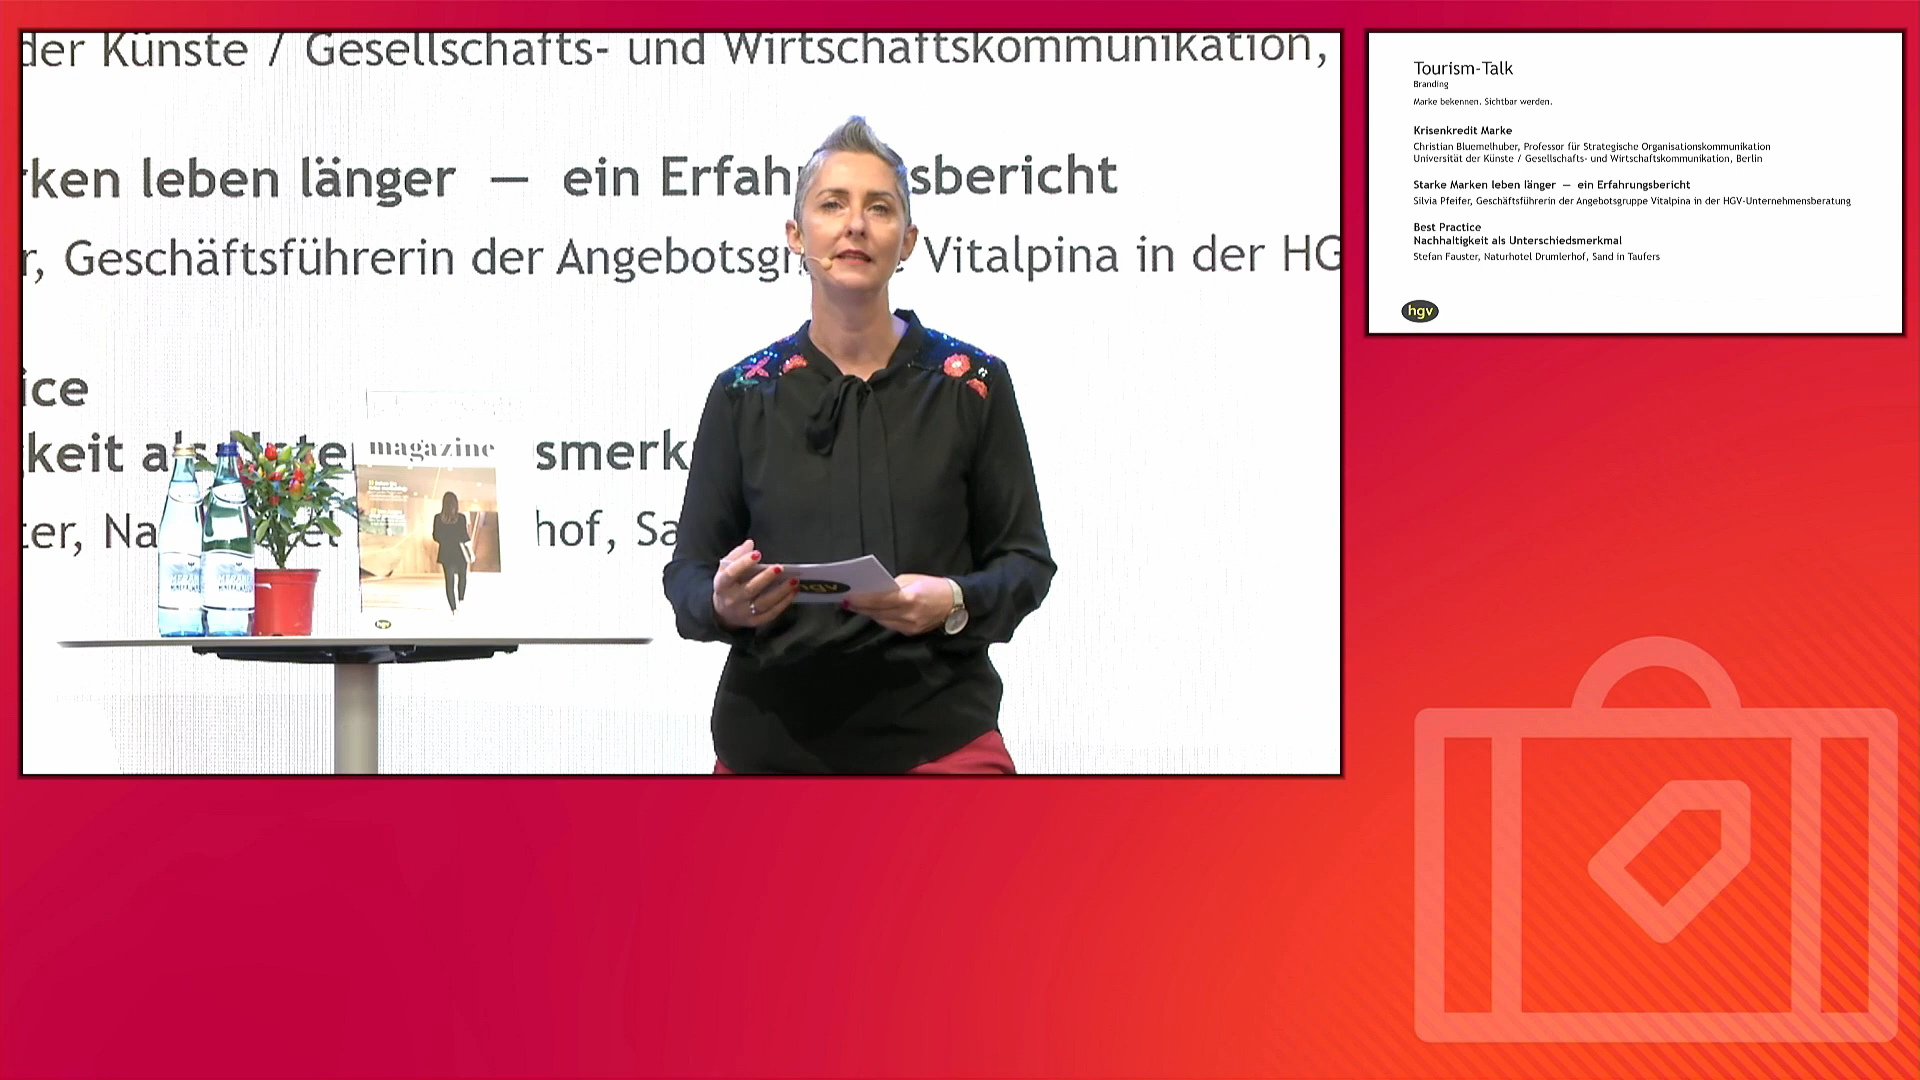 der Künste / Gesellschafts- und Wirtschaftskommunikation,
rken leben länger — ein Erfah sbericht
r, Geschäftsführerin der Angebotsgr Vitalpina in der HG
ice
keit als smerk
ter, Na hof, Sa
magazine
hgv
hgv
Tourism-Talk
Branding
Marke bekennen. Sichtbar werden.
Krisenkredit Marke
Christian Bluemelhuber, Professor für Strategische Organisationskommunikation
Universität der Künste / Gesellschafts- und Wirtschaftskommunikation, Berlin
Starke Marken leben länger — ein Erfahrungsbericht
Silvia Pfeifer, Geschäftsführerin der Angebotsgruppe Vitalpina in der HGV-Unternehmensberatung
Best Practice
Nachhaltigkeit als Unterschiedsmerkmal
Stefan Fauster, Naturhotel Drumlerhof, Sand in Taufers
hgv